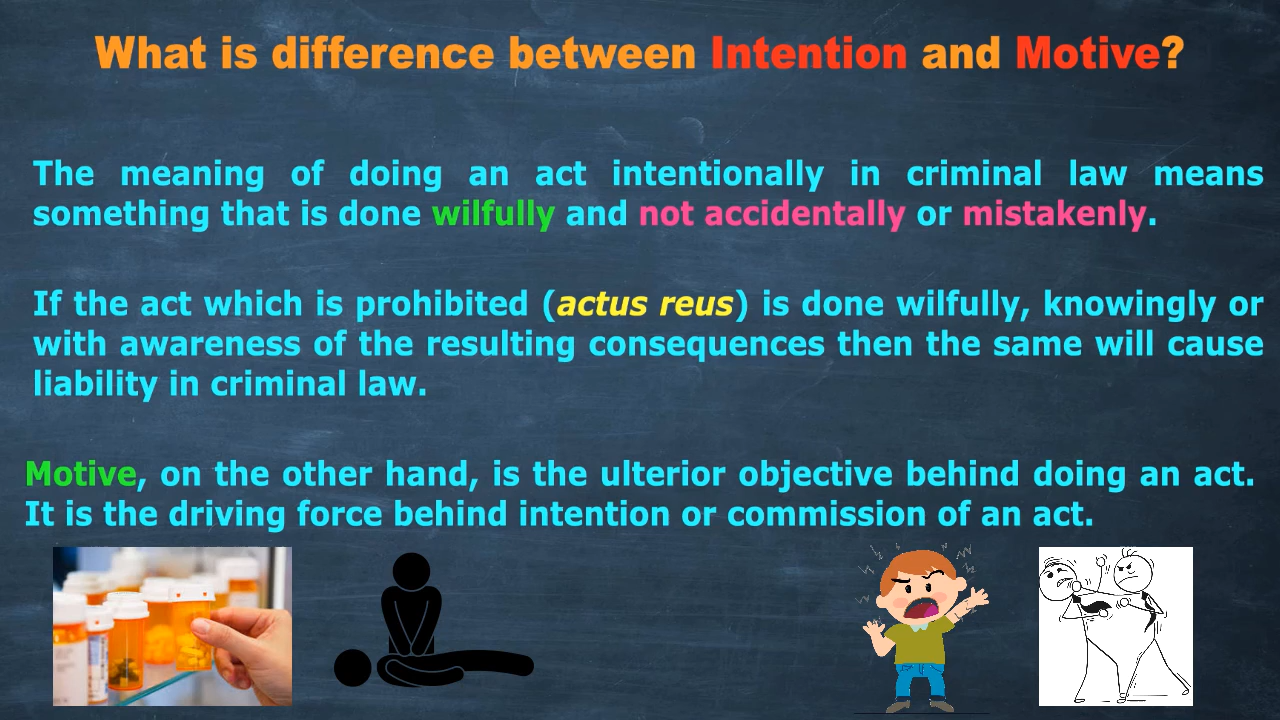 What is difference between Intention and Motive?
The meaning of doing an act intentionally in criminal law means
something that is done wilfully and not accidentally or mistakenly.
If the act which is prohibited (actus reus) is done wilfully, knowingly or
with awareness of the resulting consequences then the same will cause
liability in criminal law.
Motive, on the other hand, is the ulterior objective behind doing an act.
It is the driving force behind intention or commission of an act.